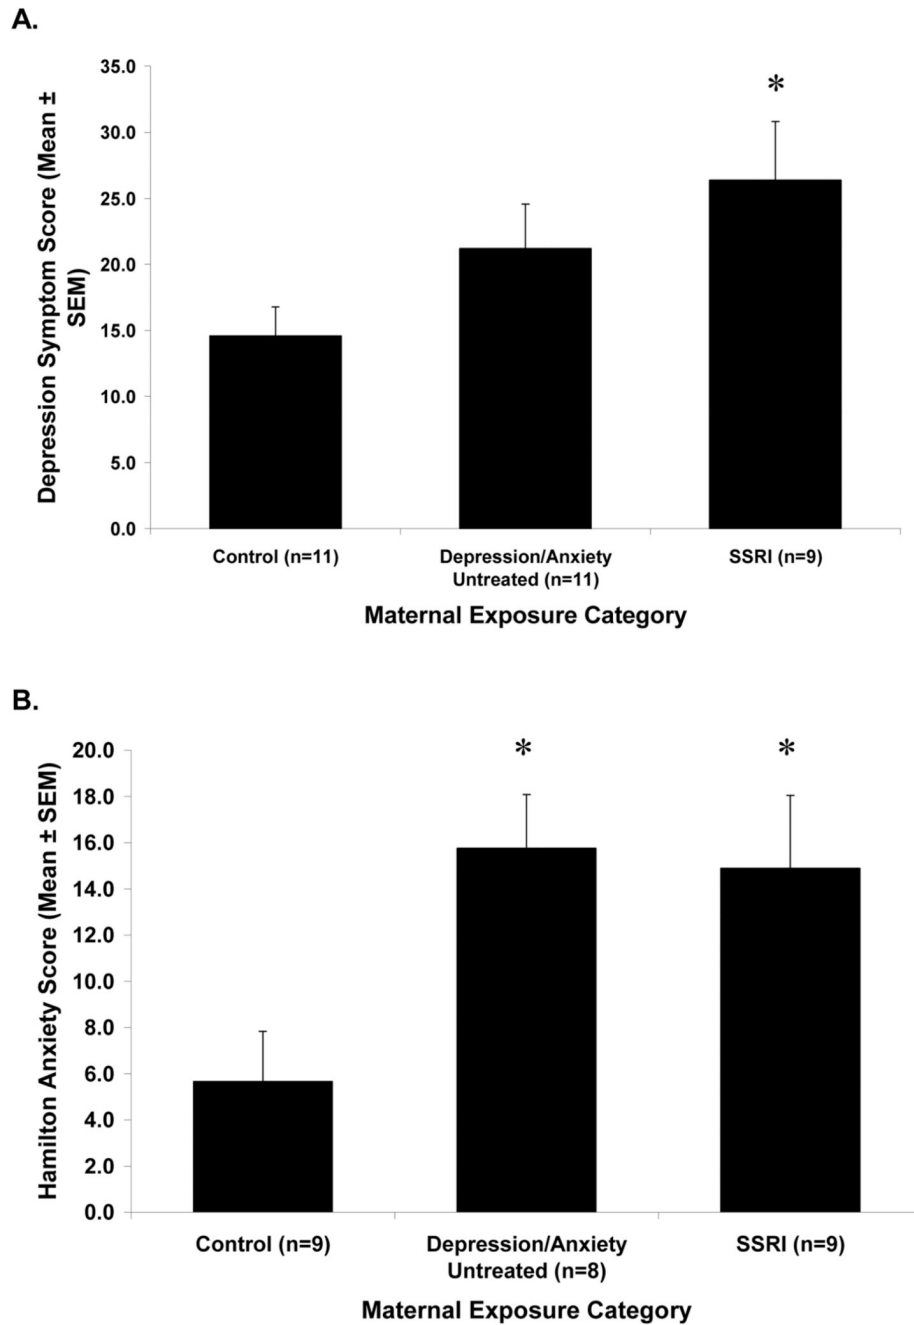 A.
Depression Symptom Score (Mean ±
SEM)
35.0
30.0
25.0
20.0
15.0
10.0
5.0
0.0
*
Control (n=11)
Depression/Anxiety
Untreated (n=11)
SSRI (n=9)
Maternal Exposure Category
B.
Hamilton Anxiety Score (Mean ± SEM)
20.0
18.0
16.0
14.0
12.0
10.0
8.0
6.0
4.0
2.0
0.0
*
*
Control (n=9)
Depression/Anxiety
Untreated (n=8)
SSRI (n=9)
Maternal Exposure Category